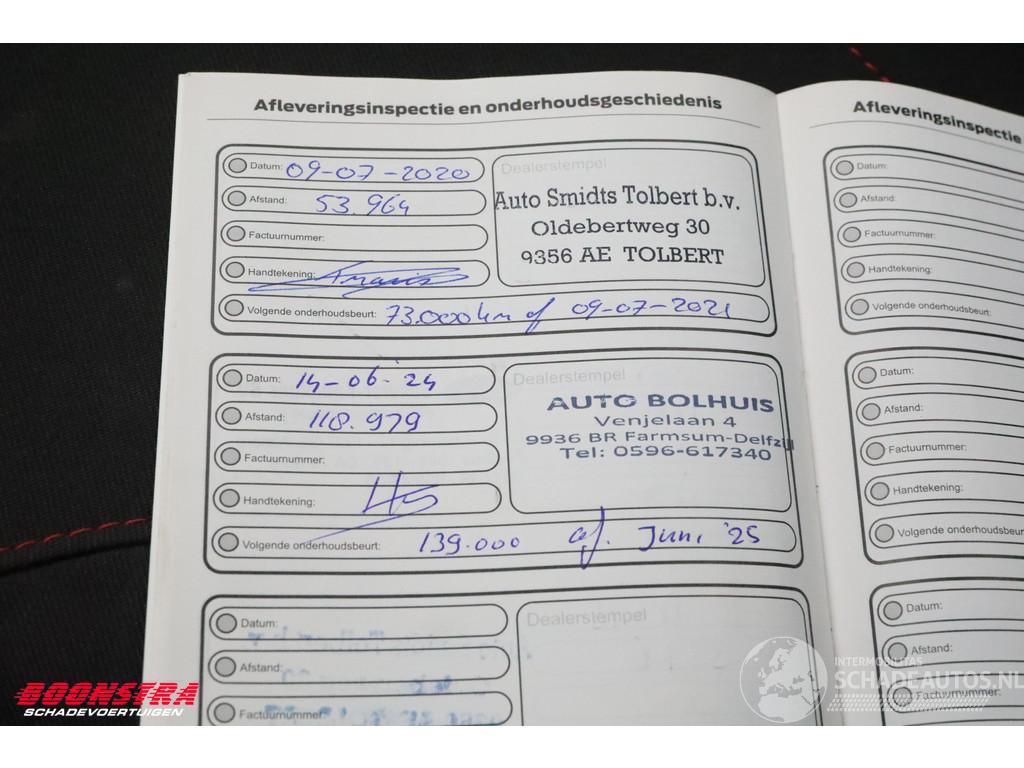 Afleveringsinspectie en onderhoudsgeschiedenis
Datum: 09-07-2020
Afstand: 53.964
Factuurnummer:
Handtekening:
Volgende onderhoudsbeurt: 73.000 km of 09-07-2021
Dealerstempel
Auto Smidts Tolbert b.v.
Oldebertweg 30
9356 AE TOLBERT
Datum: 14-06-24
Afstand: 118.979
Factuurnummer:
Handtekening:
Volgende onderhoudsbeurt: 139.000 of. Juni '25
Dealerstempel
AUTO BOLHUIS
Venjelaan 4
9936 BR Farmsum-Delfzijl
Tel: 0596-617340
Datum:
Afstand:
Factuurnummer:
Dealerstempel
Afleveringsinspectie
Datum:
Afstand:
Factuurnummer:
Handtekening:
Volgende onderhoudsbeurt:
Datum:
Afstand:
Factuurnummer:
Handtekening:
Volgende onderhoudsbeur
Datum:
Afstand:
Factuurnummer:
BOONSTRA
SCHADEVOERTUIGEN
INTERMOBILITAS
SCHADEAUTOS.NL